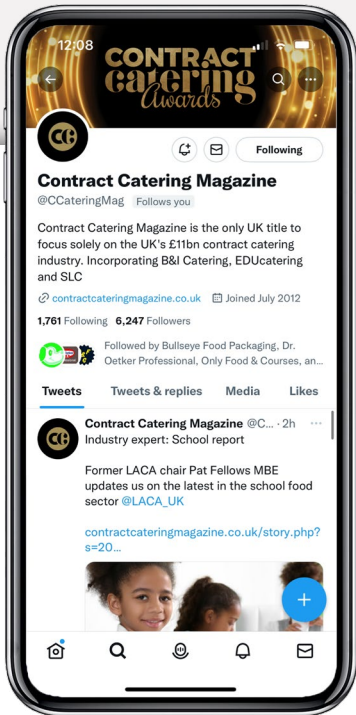 12:08
CONTRACT
catering
Awards
CC
Following
Contract Catering Magazine
@CCateringMag Follows you
Contract Catering Magazine is the only UK title to
focus solely on the UK's £11bn contract catering
industry. Incorporating B&I Catering, EDUcatering
and SLC
contractcateringmagazine.co.uk Joined July 2012
1,761 Following 6,247 Followers
Followed by Bullseye Food Packaging, Dr.
Oetker Professional, Only Food & Courses, an...
Tweets Tweets & replies Media Likes
CC
Contract Catering Magazine @C... · 2h
Industry expert: School report
Former LACA chair Pat Fellows MBE
updates us on the latest in the school food
sector @LACA_UK
contractcateringmagazine.co.uk/story.php?
s=20...